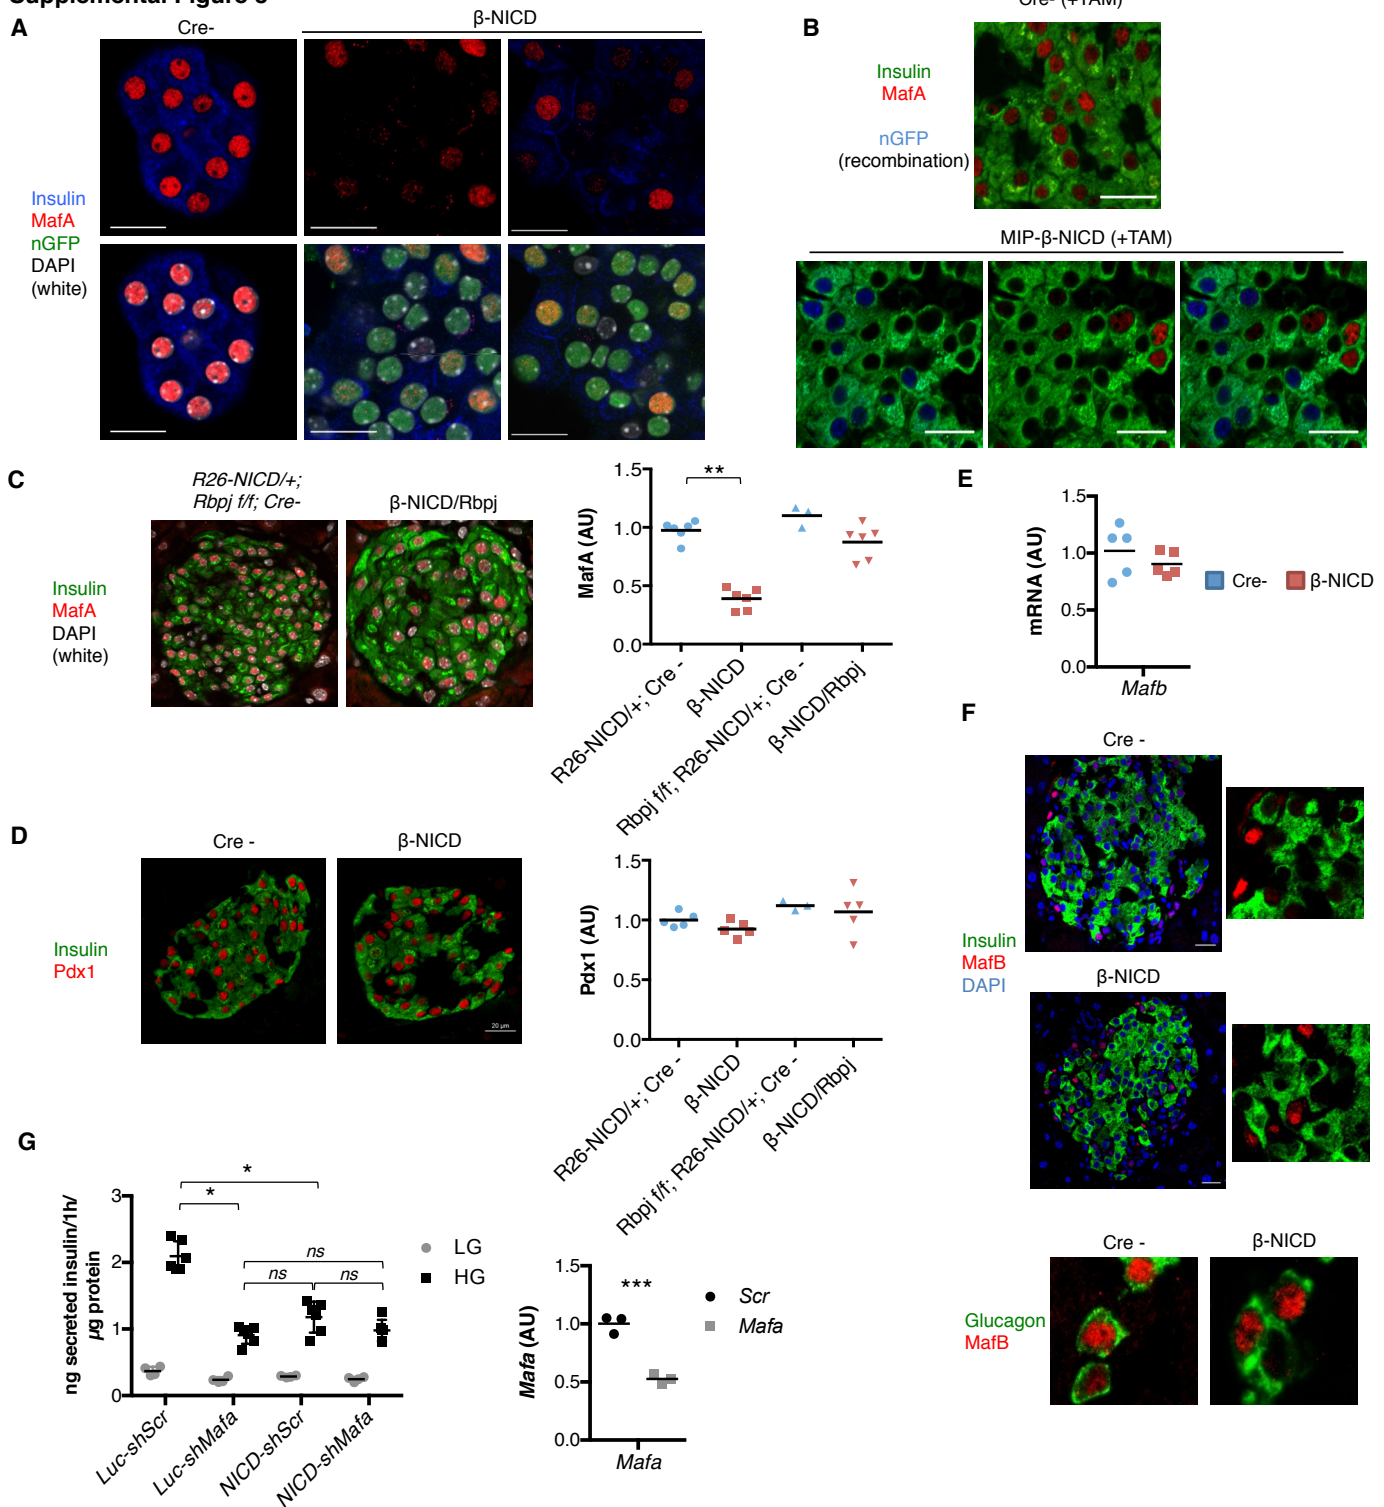 Supplemental Figure
A
Cre-
β-NICD
Insulin
MafA
nGFP
DAPI
(white)
B
Cre- (+TAM)
Insulin
MafA
nGFP
(recombination)
MIP-β-NICD (+TAM)
C
R26-NICD/+;
Rbpj f/f; Cre-
β-NICD/Rbpj
Insulin
MafA
DAPI
(white)
MafA (AU)
1.5
1.0
0.5
0.0
**
R26-NICD/+; Cre -
β-NICD
Rbpj f/f; R26-NICD/+; Cre -
β-NICD/Rbpj
E
mRNA (AU)
1.5
1.0
0.5
0.0
Mafb
Cre-
β-NICD
D
Cre -
β-NICD
Insulin
Pdx1
20 µm
Pdx1 (AU)
1.5
1.0
0.5
0.0
R26-NICD/+; Cre -
β-NICD
Rbpj f/f; R26-NICD/+; Cre -
β-NICD/Rbpj
F
Cre -
Insulin
MafB
DAPI
β-NICD
Cre -
β-NICD
Glucagon
MafB
G
ng secreted insulin/1h/
µg protein
3
2
1
0
*
*
ns
ns
ns
LG
HG
Luc-shScr
Luc-shMafa
NICD-shScr
NICD-shMafa
Mafa (AU)
1.5
1.0
0.5
0.0
***
Scr
Mafa
Mafa